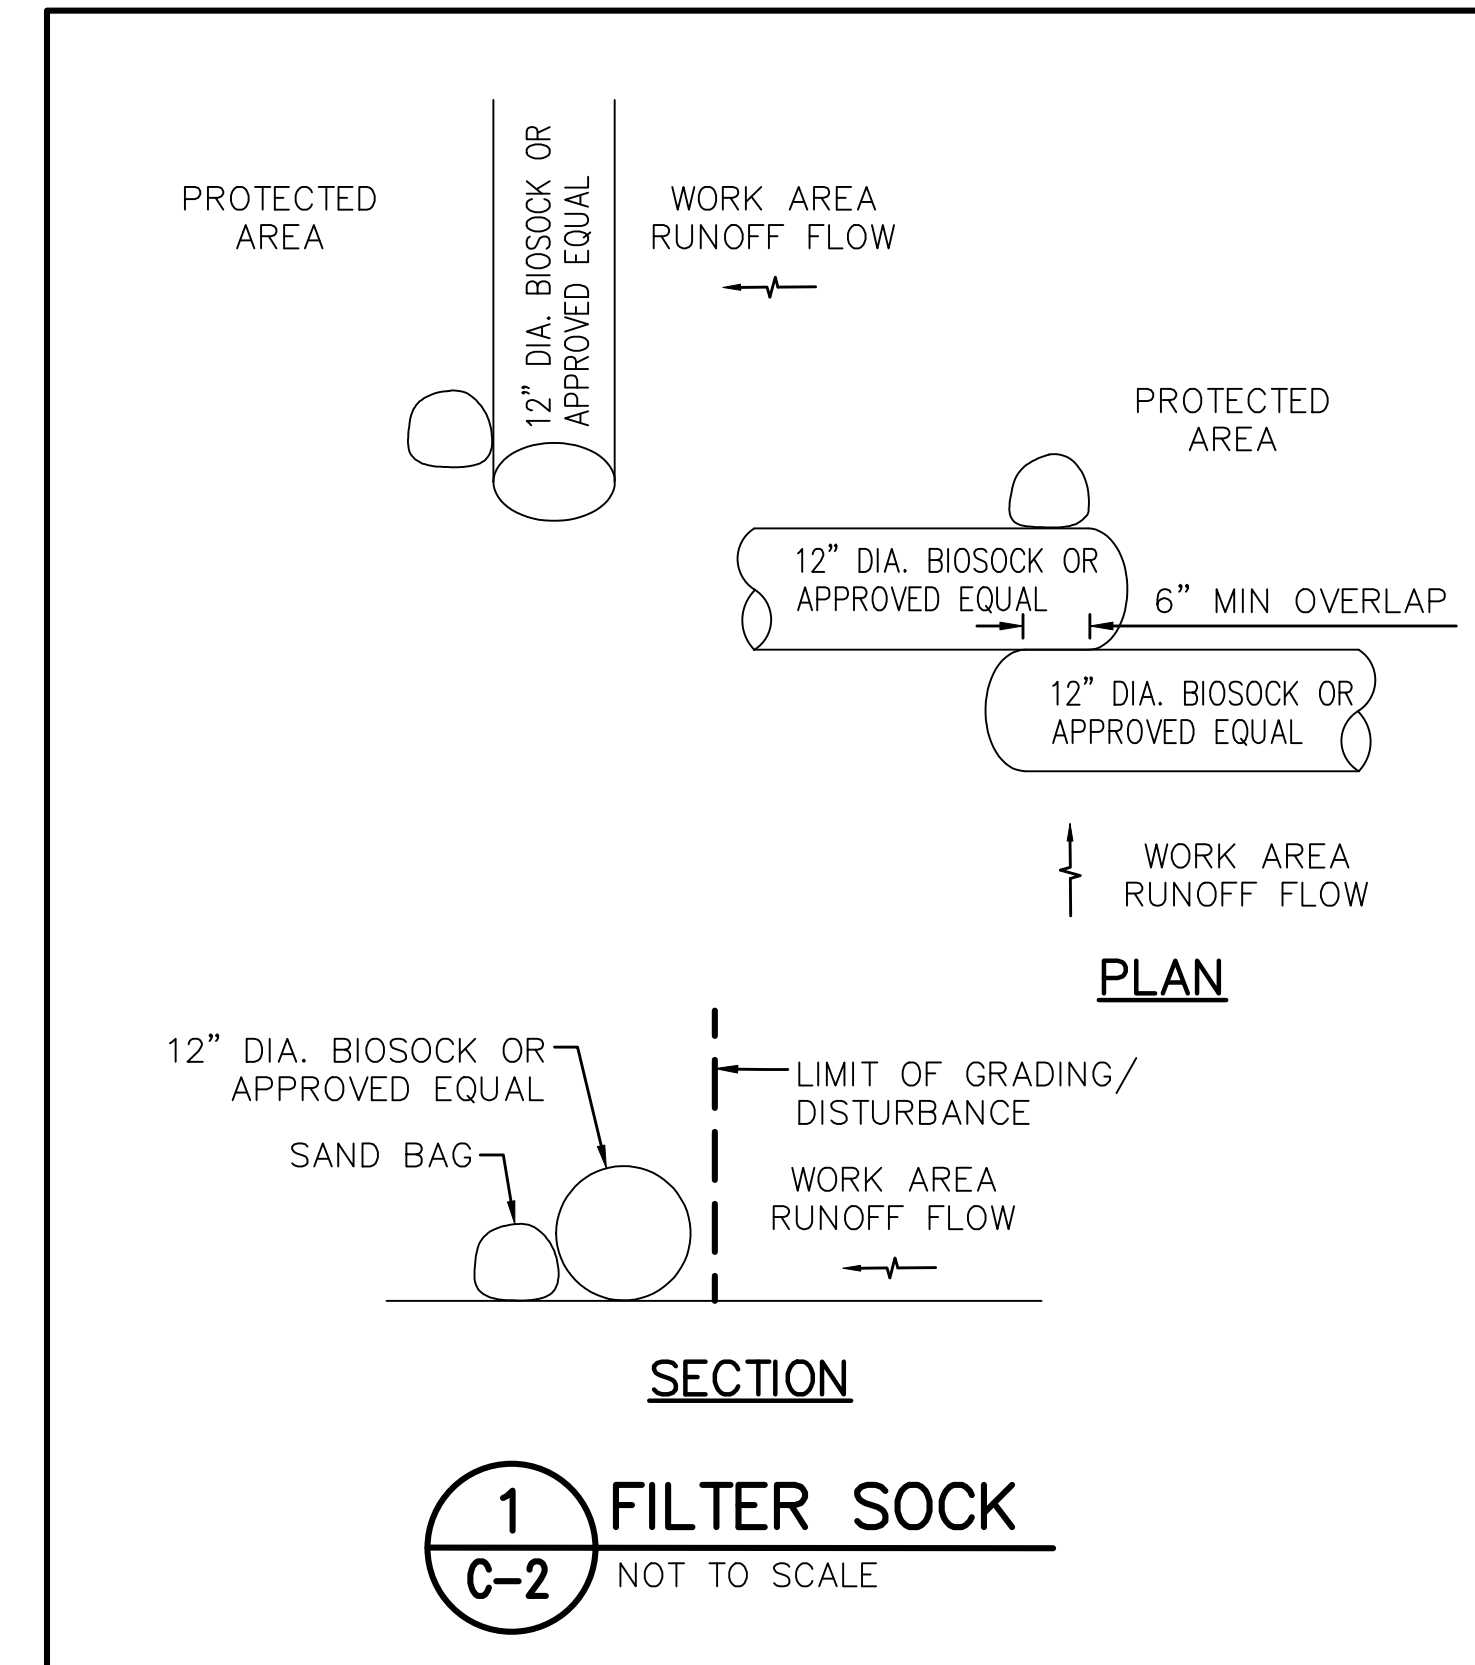 PROTECTED
AREA
12" DIA. BIOSOCK OR
APPROVED EQUAL
WORK AREA
RUNOFF FLOW
PROTECTED
AREA
12" DIA. BIOSOCK OR
APPROVED EQUAL
6" MIN OVERLAP
12" DIA. BIOSOCK OR
APPROVED EQUAL
WORK AREA
RUNOFF FLOW
PLAN
12" DIA. BIOSOCK OR
APPROVED EQUAL
SAND BAG
LIMIT OF GRADING/
DISTURBANCE
WORK AREA
RUNOFF FLOW
SECTION
1
C-2
FILTER SOCK
NOT TO SCALE